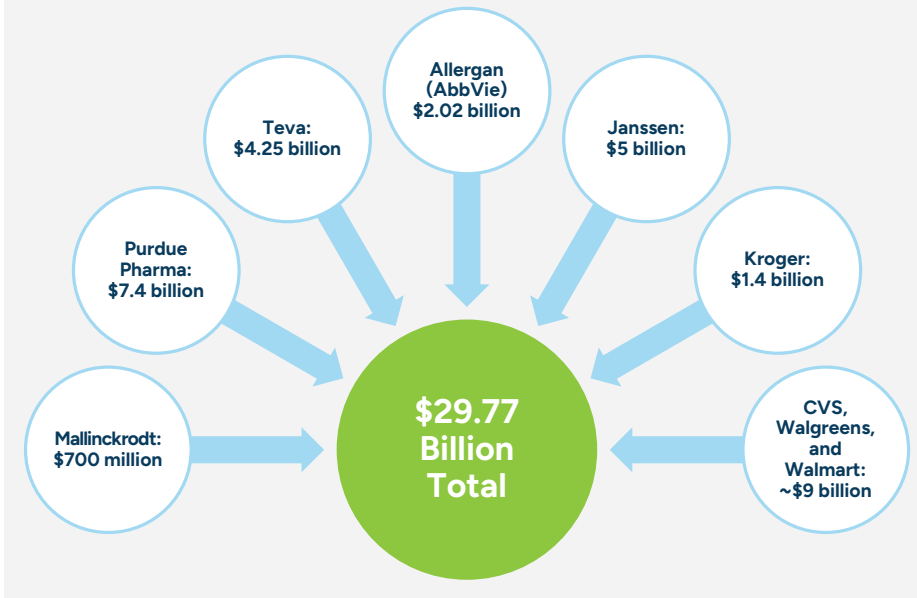 Allergan
(AbbVie)
$2.02 billion
Teva:
$4.25 billion
Janssen:
$5 billion
Purdue
Pharma:
$7.4 billion
Kroger:
$1.4 billion
Mallinckrodt:
$700 million
$29.77
Billion
Total
CVS,
Walgreens,
and
Walmart:
~$9 billion